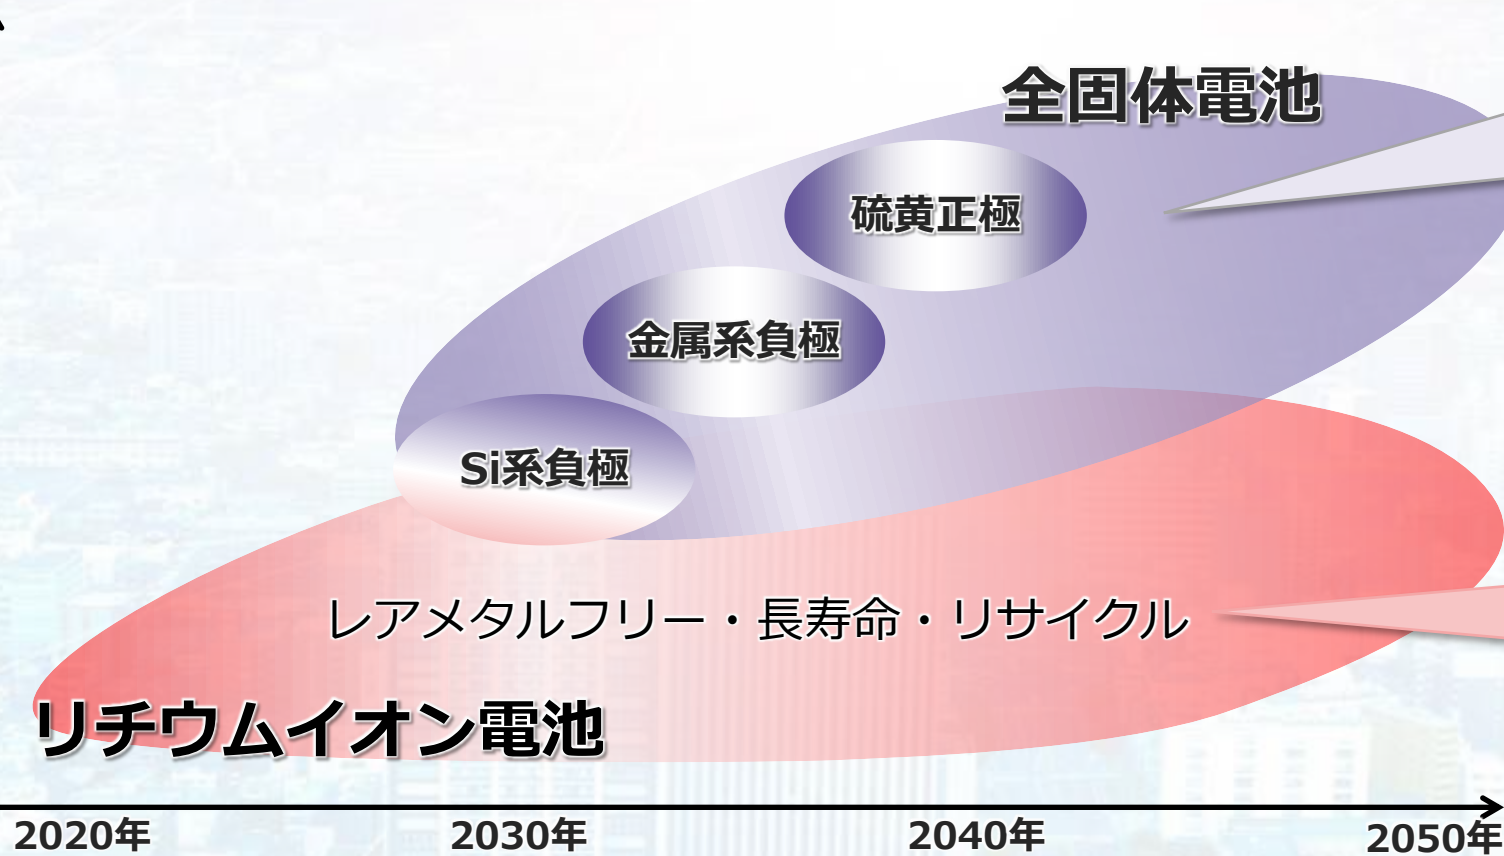 全固体電池
硫黄正極
金属系負極
Si系負極
レアメタルフリー・長寿命・リサイクル
リチウムイオン電池
2020年
2030年
2040年
2050年